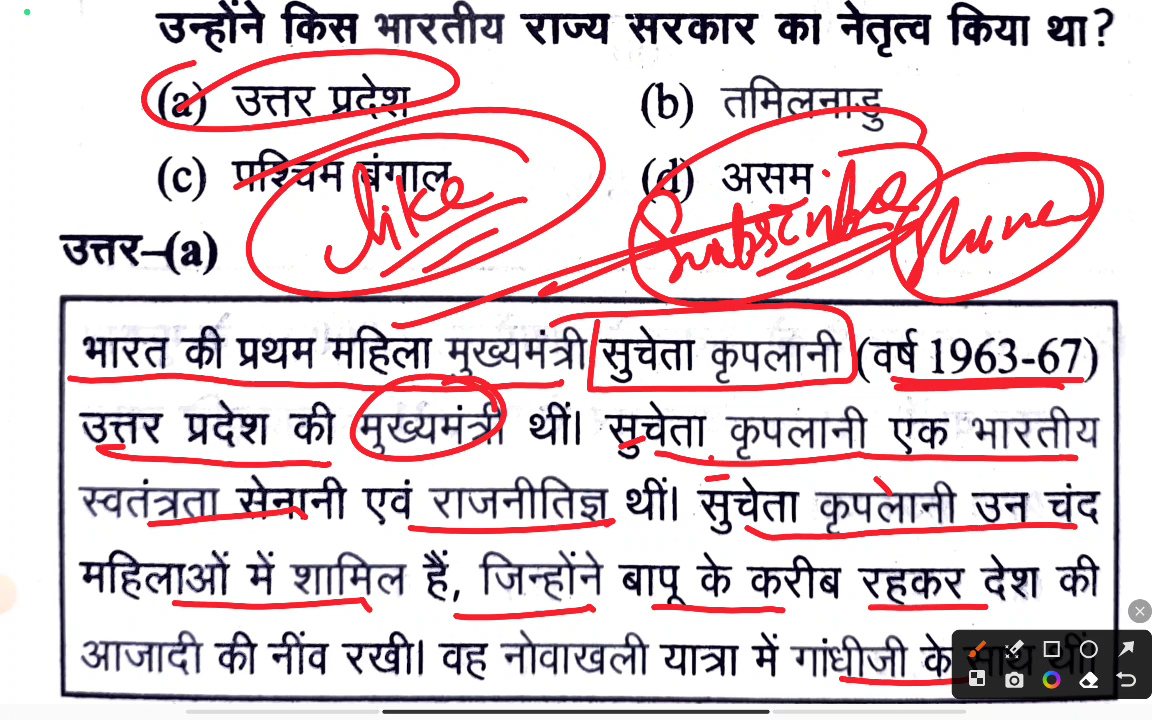 उन्होंने किस भारतीय राज्य सरकार का नेतृत्व किया था?
(a) उत्तर प्रदेश (b) तमिलनाडु
(c) पश्चिम बंगाल (d) असम
like Subscribe Share
उत्तर–(a)
भारत की प्रथम महिला मुख्यमंत्री सुचेता कृपलानी (वर्ष 1963-67)
उत्तर प्रदेश की मुख्यमंत्री थीं। सुचेता कृपलानी एक भारतीय
स्वतंत्रता सेनानी एवं राजनीतिज्ञ थीं। सुचेता कृपलानी उन चंद
महिलाओं में शामिल हैं, जिन्होंने बापू के करीब रहकर देश की
आजादी की नींव रखी। वह नोवाखली यात्रा में गांधीजी के साथ थीं।